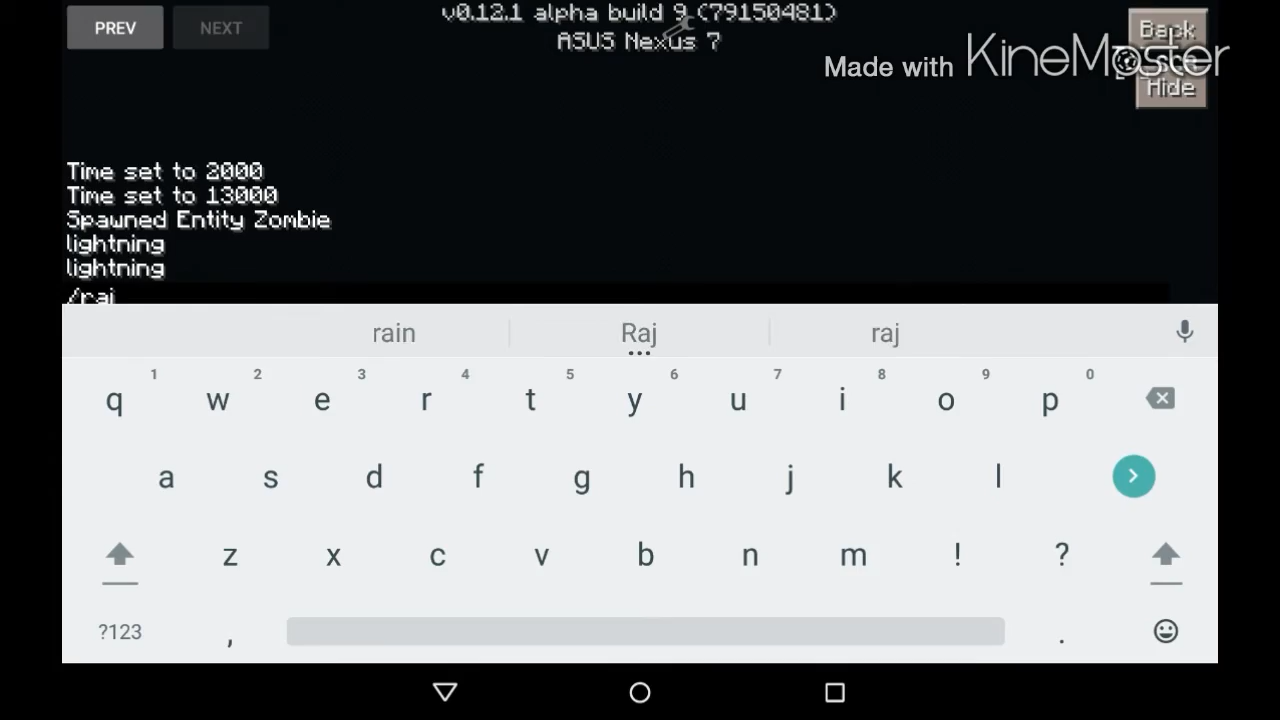 PREV
NEXT
v0.12.1 alpha build 9 (79150481)
ASUS Nexus 7
Back
Hide
Made with KineMaster
Time set to 2000
Time set to 13000
Spawned Entity Zombie
lightning
lightning
/raj
rain Raj raj
1 2 3 4 5 6 7 8 9 0
q w e r t y u i o p
a s d f g h j k l
z x c v b n m ! ?
?123 , .